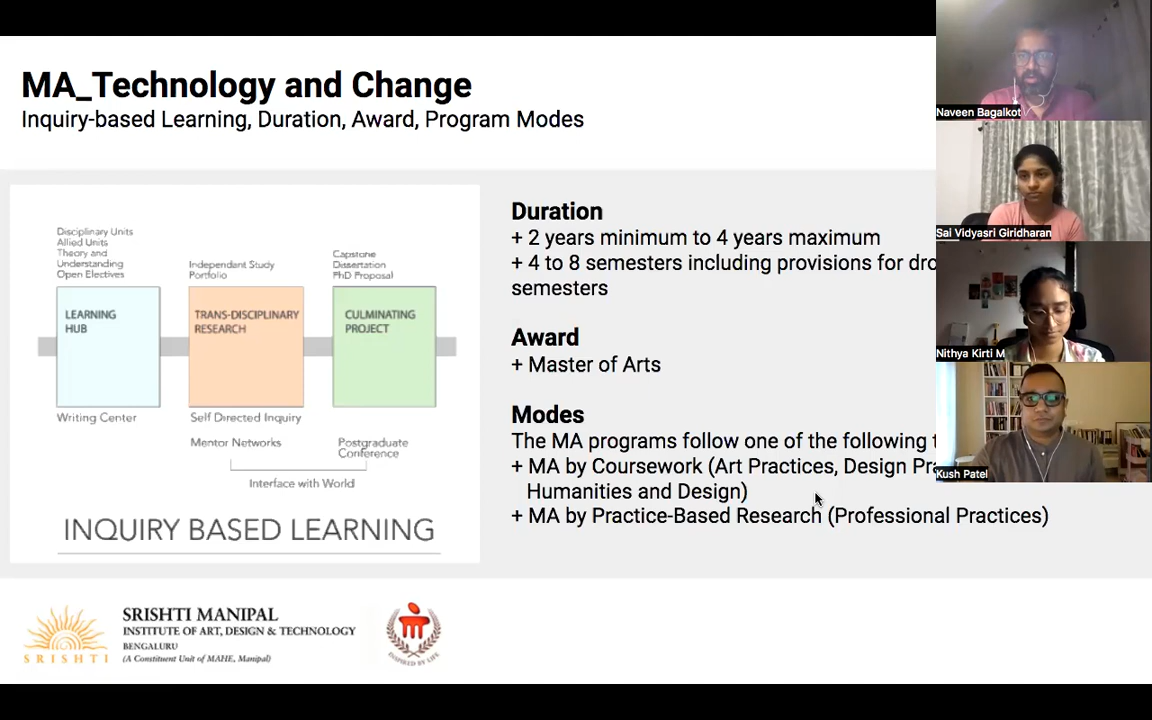 MA_Technology and Change
Inquiry-based Learning, Duration, Award, Program Modes
Disciplinary Units
Allied Units
Theory and
Understanding
Open Electives
Independent Study
Portfolio
Capstone
Dissertation
PhD Proposal
LEARNING
HUB
TRANS-DISCIPLINARY
RESEARCH
CULMINATING
PROJECT
Writing Center
Self Directed Inquiry
Mentor Networks
Postgraduate
Conference
Interface with World
INQUIRY BASED LEARNING
Duration
+ 2 years minimum to 4 years maximum
+ 4 to 8 semesters including provisions for dro
semesters
Award
+ Master of Arts
Modes
The MA programs follow one of the following t
+ MA by Coursework (Art Practices, Design Pra
Humanities and Design)
+ MA by Practice-Based Research (Professional Practices)
Naveen Bagalkot
Sai Vidyasri Giridharan
Nithya Kirti M
Kush Patel
SRISHTI
SRISHTI MANIPAL
INSTITUTE OF ART, DESIGN & TECHNOLOGY
BENGALURU
(A Constituent Unit of MAHE, Manipal)
INSPIRED BY LIFE